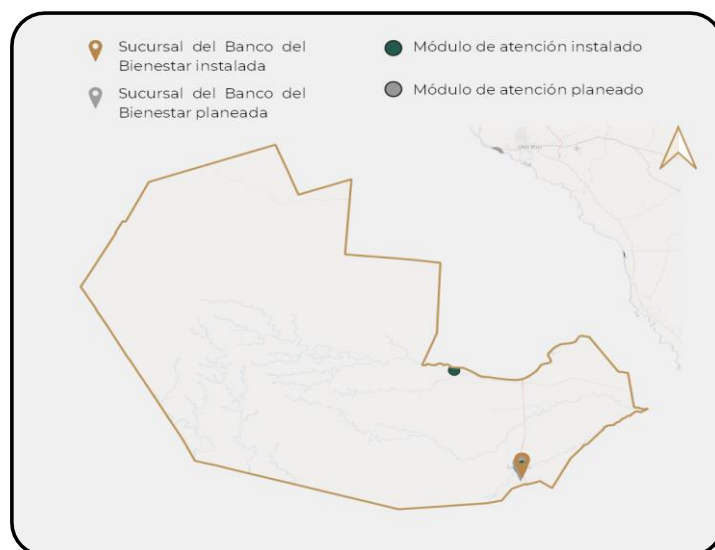 Sucursal del Banco del
Bienestar instalada
Sucursal del Banco del
Bienestar planeada
Módulo de atención instalado
Módulo de atención planeado